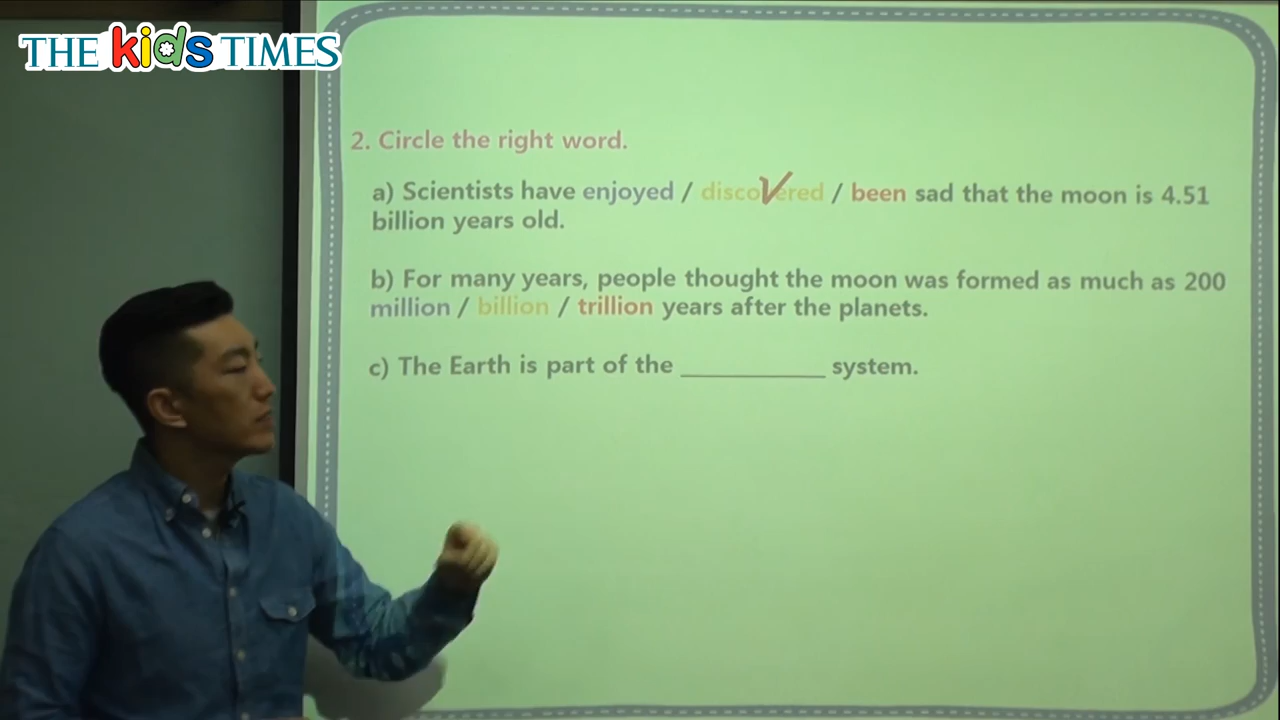 THE kids TIMES
2. Circle the right word.
a) Scientists have enjoyed / discovered / been sad that the moon is 4.51
billion years old.
b) For many years, people thought the moon was formed as much as 200
million / billion / trillion years after the planets.
c) The Earth is part of the __________ system.